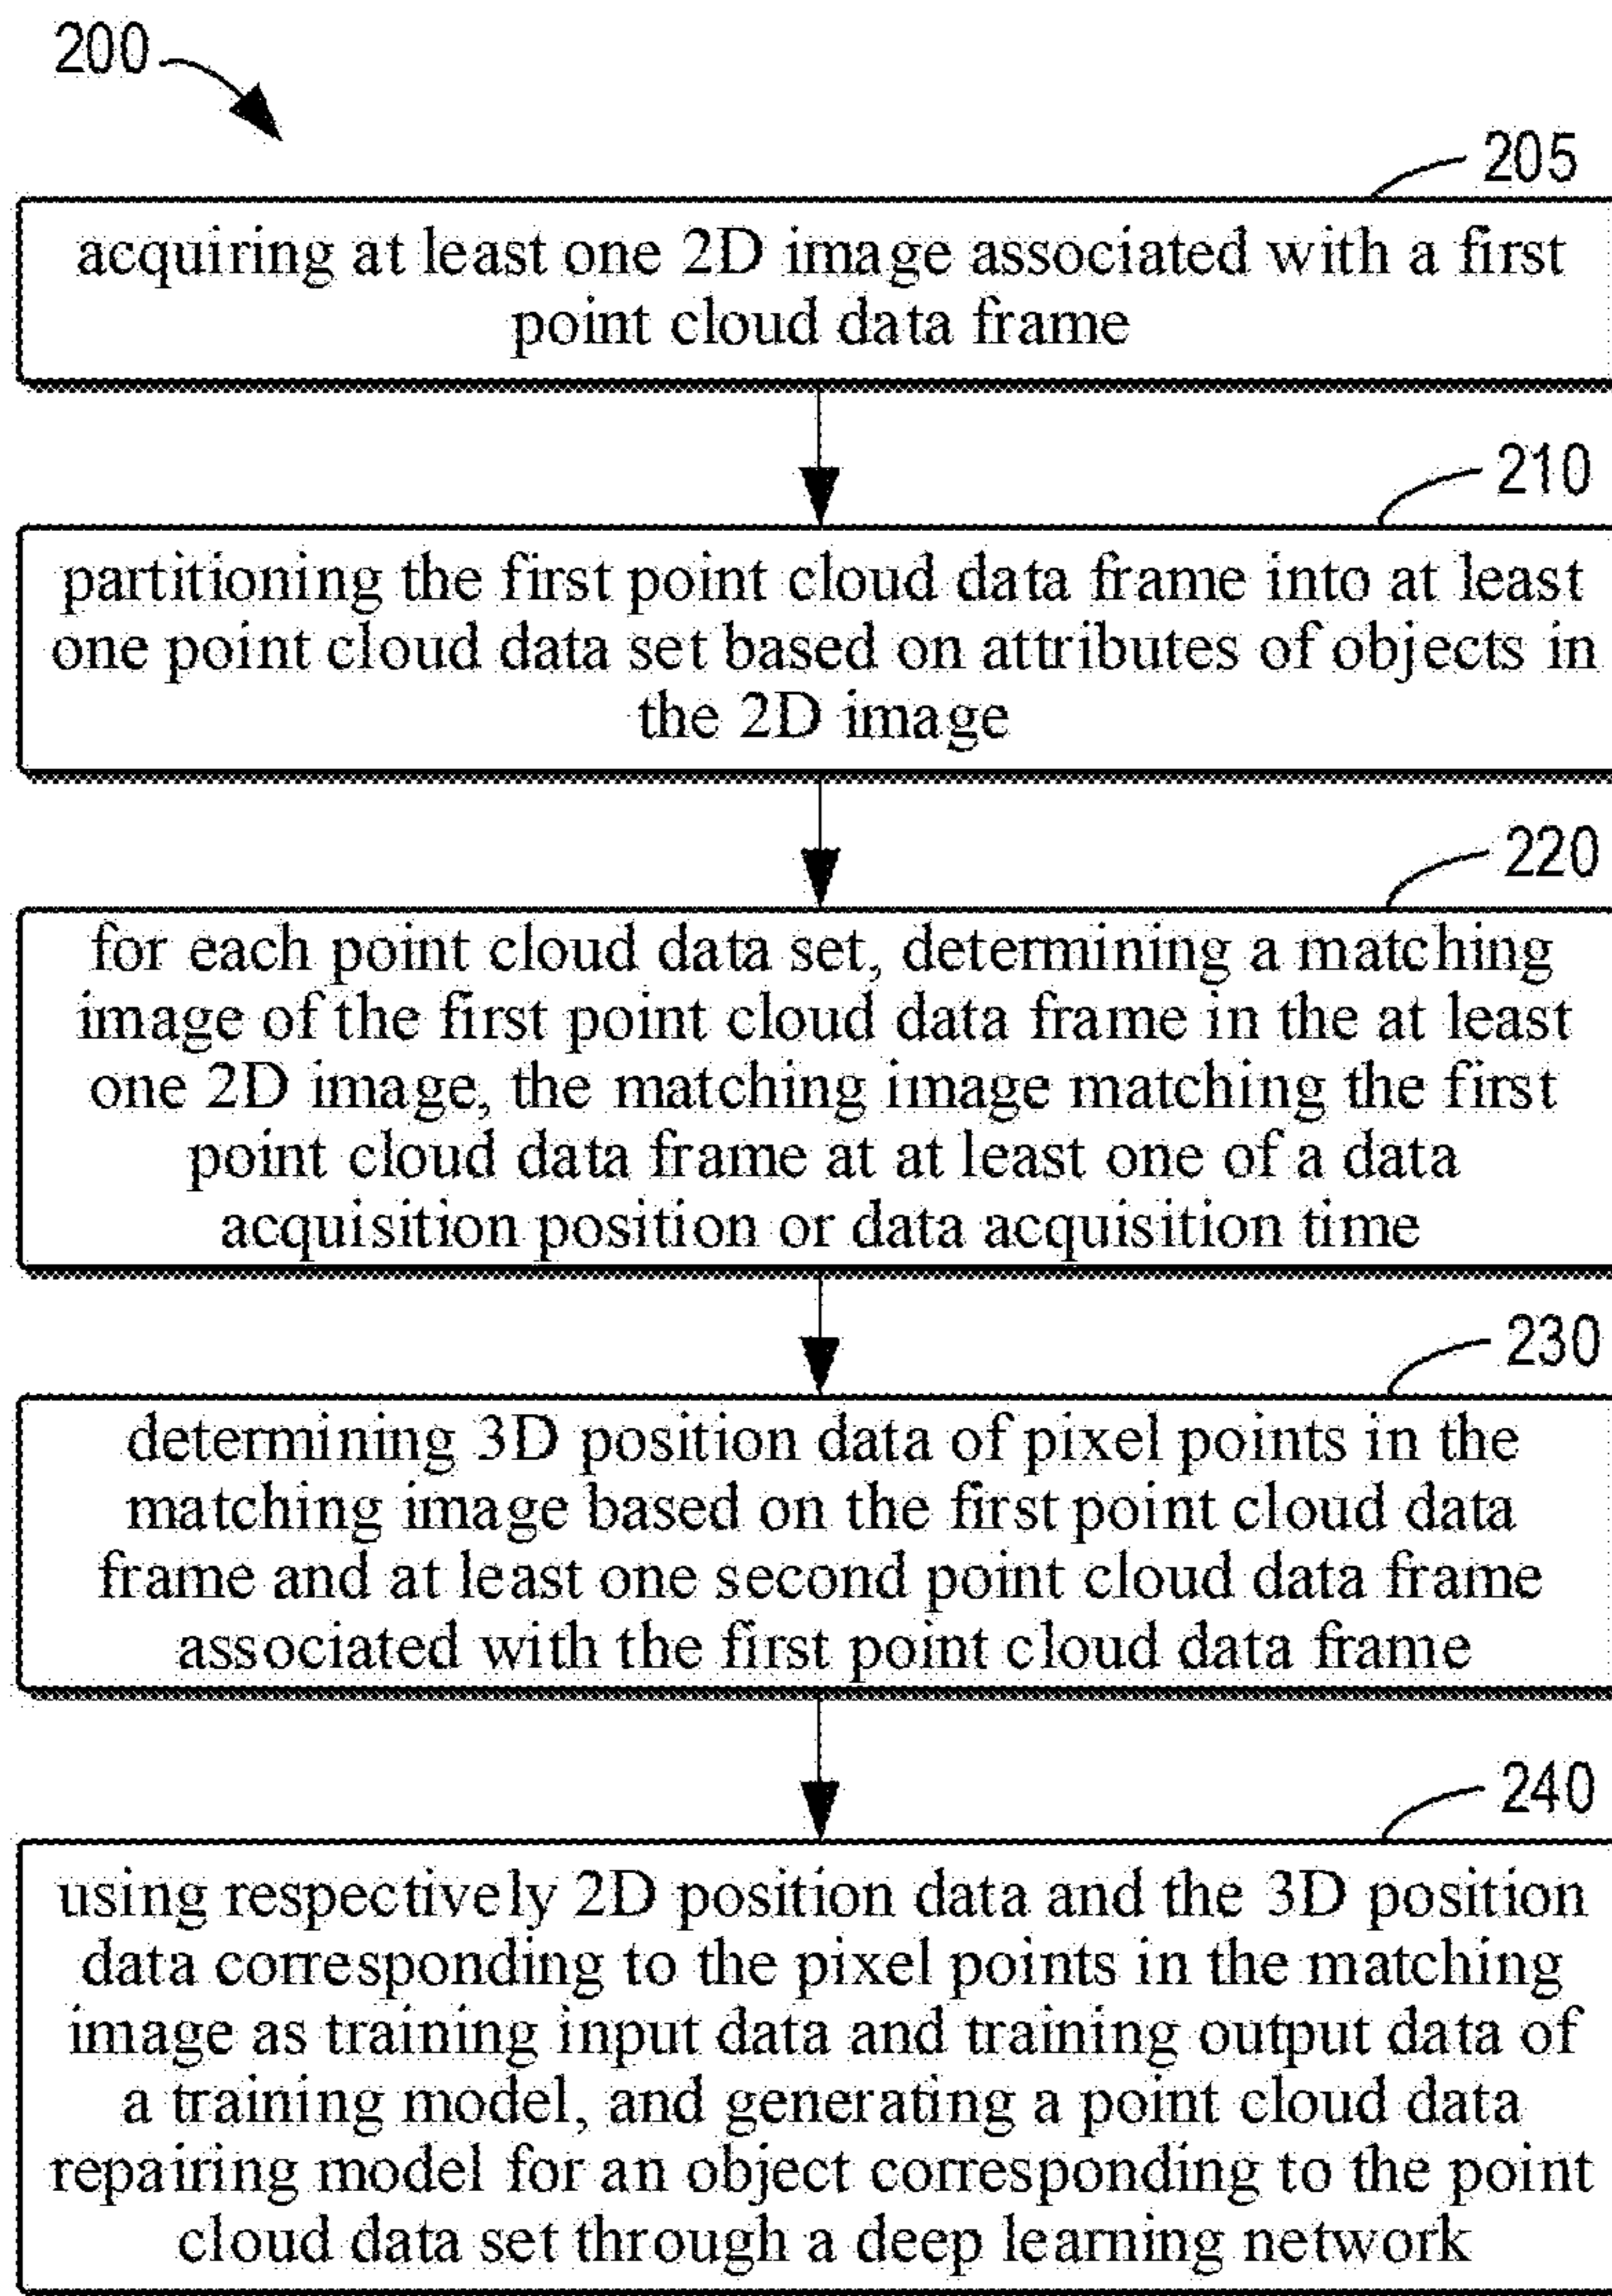 200
205
acquiring at least one 2D image associated with a first
point cloud data frame
210
partitioning the first point cloud data frame into at least
one point cloud data set based on attributes of objects in
the 2D image
220
for each point cloud data set, determining a matching
image of the first point cloud data frame in the at least
one 2D image, the matching image matching the first
point cloud data frame at at least one of a data
acquisition position or data acquisition time
230
determining 3D position data of pixel points in the
matching image based on the first point cloud data
frame and at least one second point cloud data frame
associated with the first point cloud data frame
240
using respectively 2D position data and the 3D position
data corresponding to the pixel points in the matching
image as training input data and training output data of
a training model, and generating a point cloud data
repairing model for an object corresponding to the point
cloud data set through a deep learning network